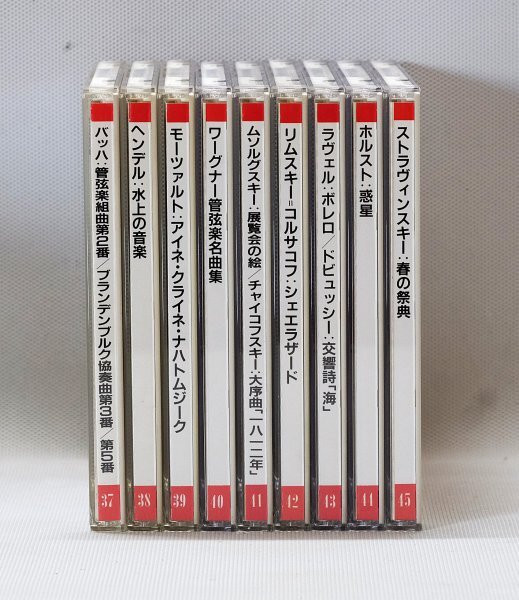 バッハ:管弦楽組曲第2番/ブランデンブルク協奏曲第3番/第5番
37
ヘンデル:水上の音楽
38
モーツァルト:アイネ・クライネ・ナハトムジーク
39
ワーグナー管弦楽名曲集
40
ムソルグスキー:展覧会の絵/チャイコフスキー:大序曲「一八一二年」
41
リムスキー=コルサコフ:シェエラザード
42
ラヴェル:ボレロ/ドビュッシー:交響詩「海」
43
ホルスト:惑星
44
ストラヴィンスキー:春の祭典
45